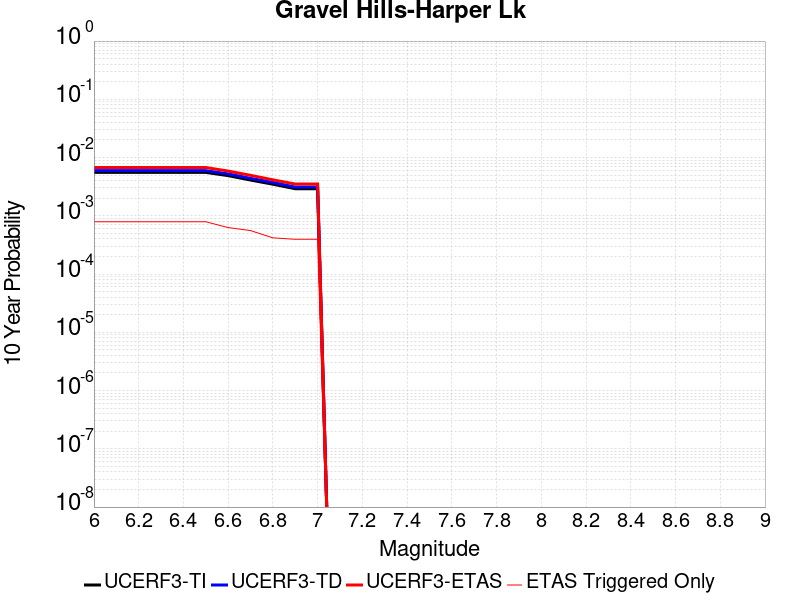 Gravel Hills-Harper Lk
10^0
10^-1
10^-2
10^-3
10^-4
10^-5
10^-6
10^-7
10^-8
10 Year Probability
6 6.2 6.4 6.6 6.8 7 7.2 7.4 7.6 7.8 8 8.2 8.4 8.6 8.8 9
Magnitude
UCERF3-TI UCERF3-TD UCERF3-ETAS ETAS Triggered Only